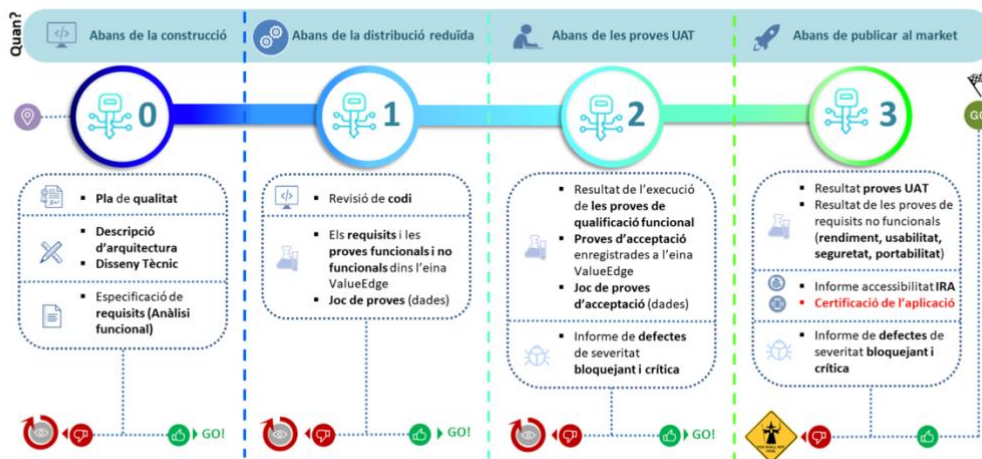 Quan?
Abans de la construcció
Abans de la distribució reduïda
Abans de les proves UAT
Abans de publicar al market
0
1
2
3
GO!
Pla de qualitat
Descripció
d'arquitectura
Disseny Tècnic
Especificació de
requisits (Anàlisi
funcional)
Revisió de codi
Els requisits i les
proves funcionals i no
funcionals dins l'eina
ValueEdge
Joc de proves (dades)
Resultat de l'execució
de les proves de
qualificació funcional
Proves d'acceptació
enregistrades a l'eina
ValueEdge
Joc de proves
d'acceptació (dades)
Informe de defectes
de severitat
bloquejant i crítica
Resultat proves UAT
Resultat de les proves de
requisits no funcionals
(rendiment, usabilitat,
seguretat, portabilitat)
Informe accessibilitat IRA
Certificació de l'aplicació
Informe de defectes de
severitat bloquejant i
crítica
GO!
GO!
GO!